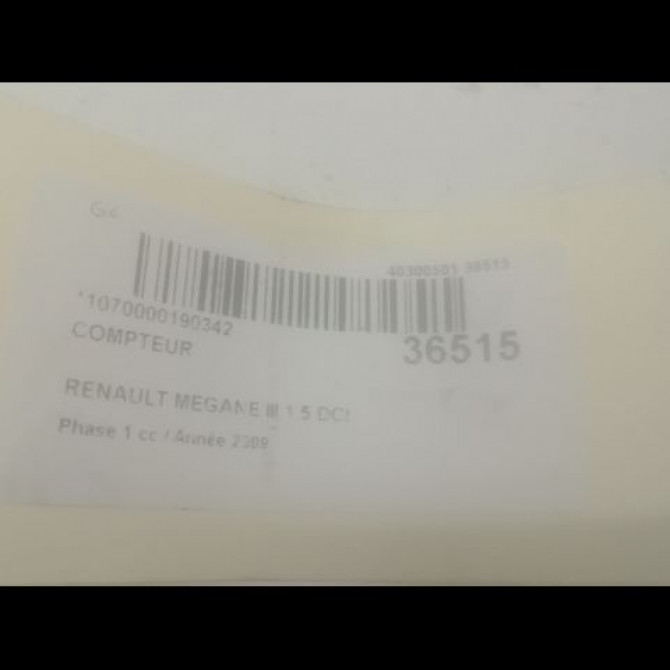 40300501 36515
*1070000190342
COMPTEUR
36515
RENAULT MEGANE III 1 5 DCI
Phase 1 cc / Année 2009